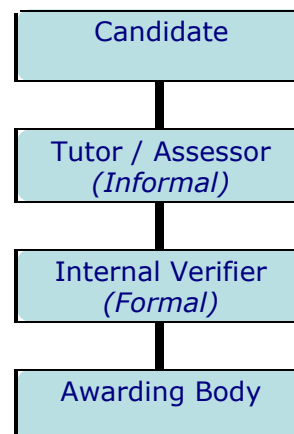 Candidate
Tutor / Assessor
(Informal)
Internal Verifier
(Formal)
Awarding Body